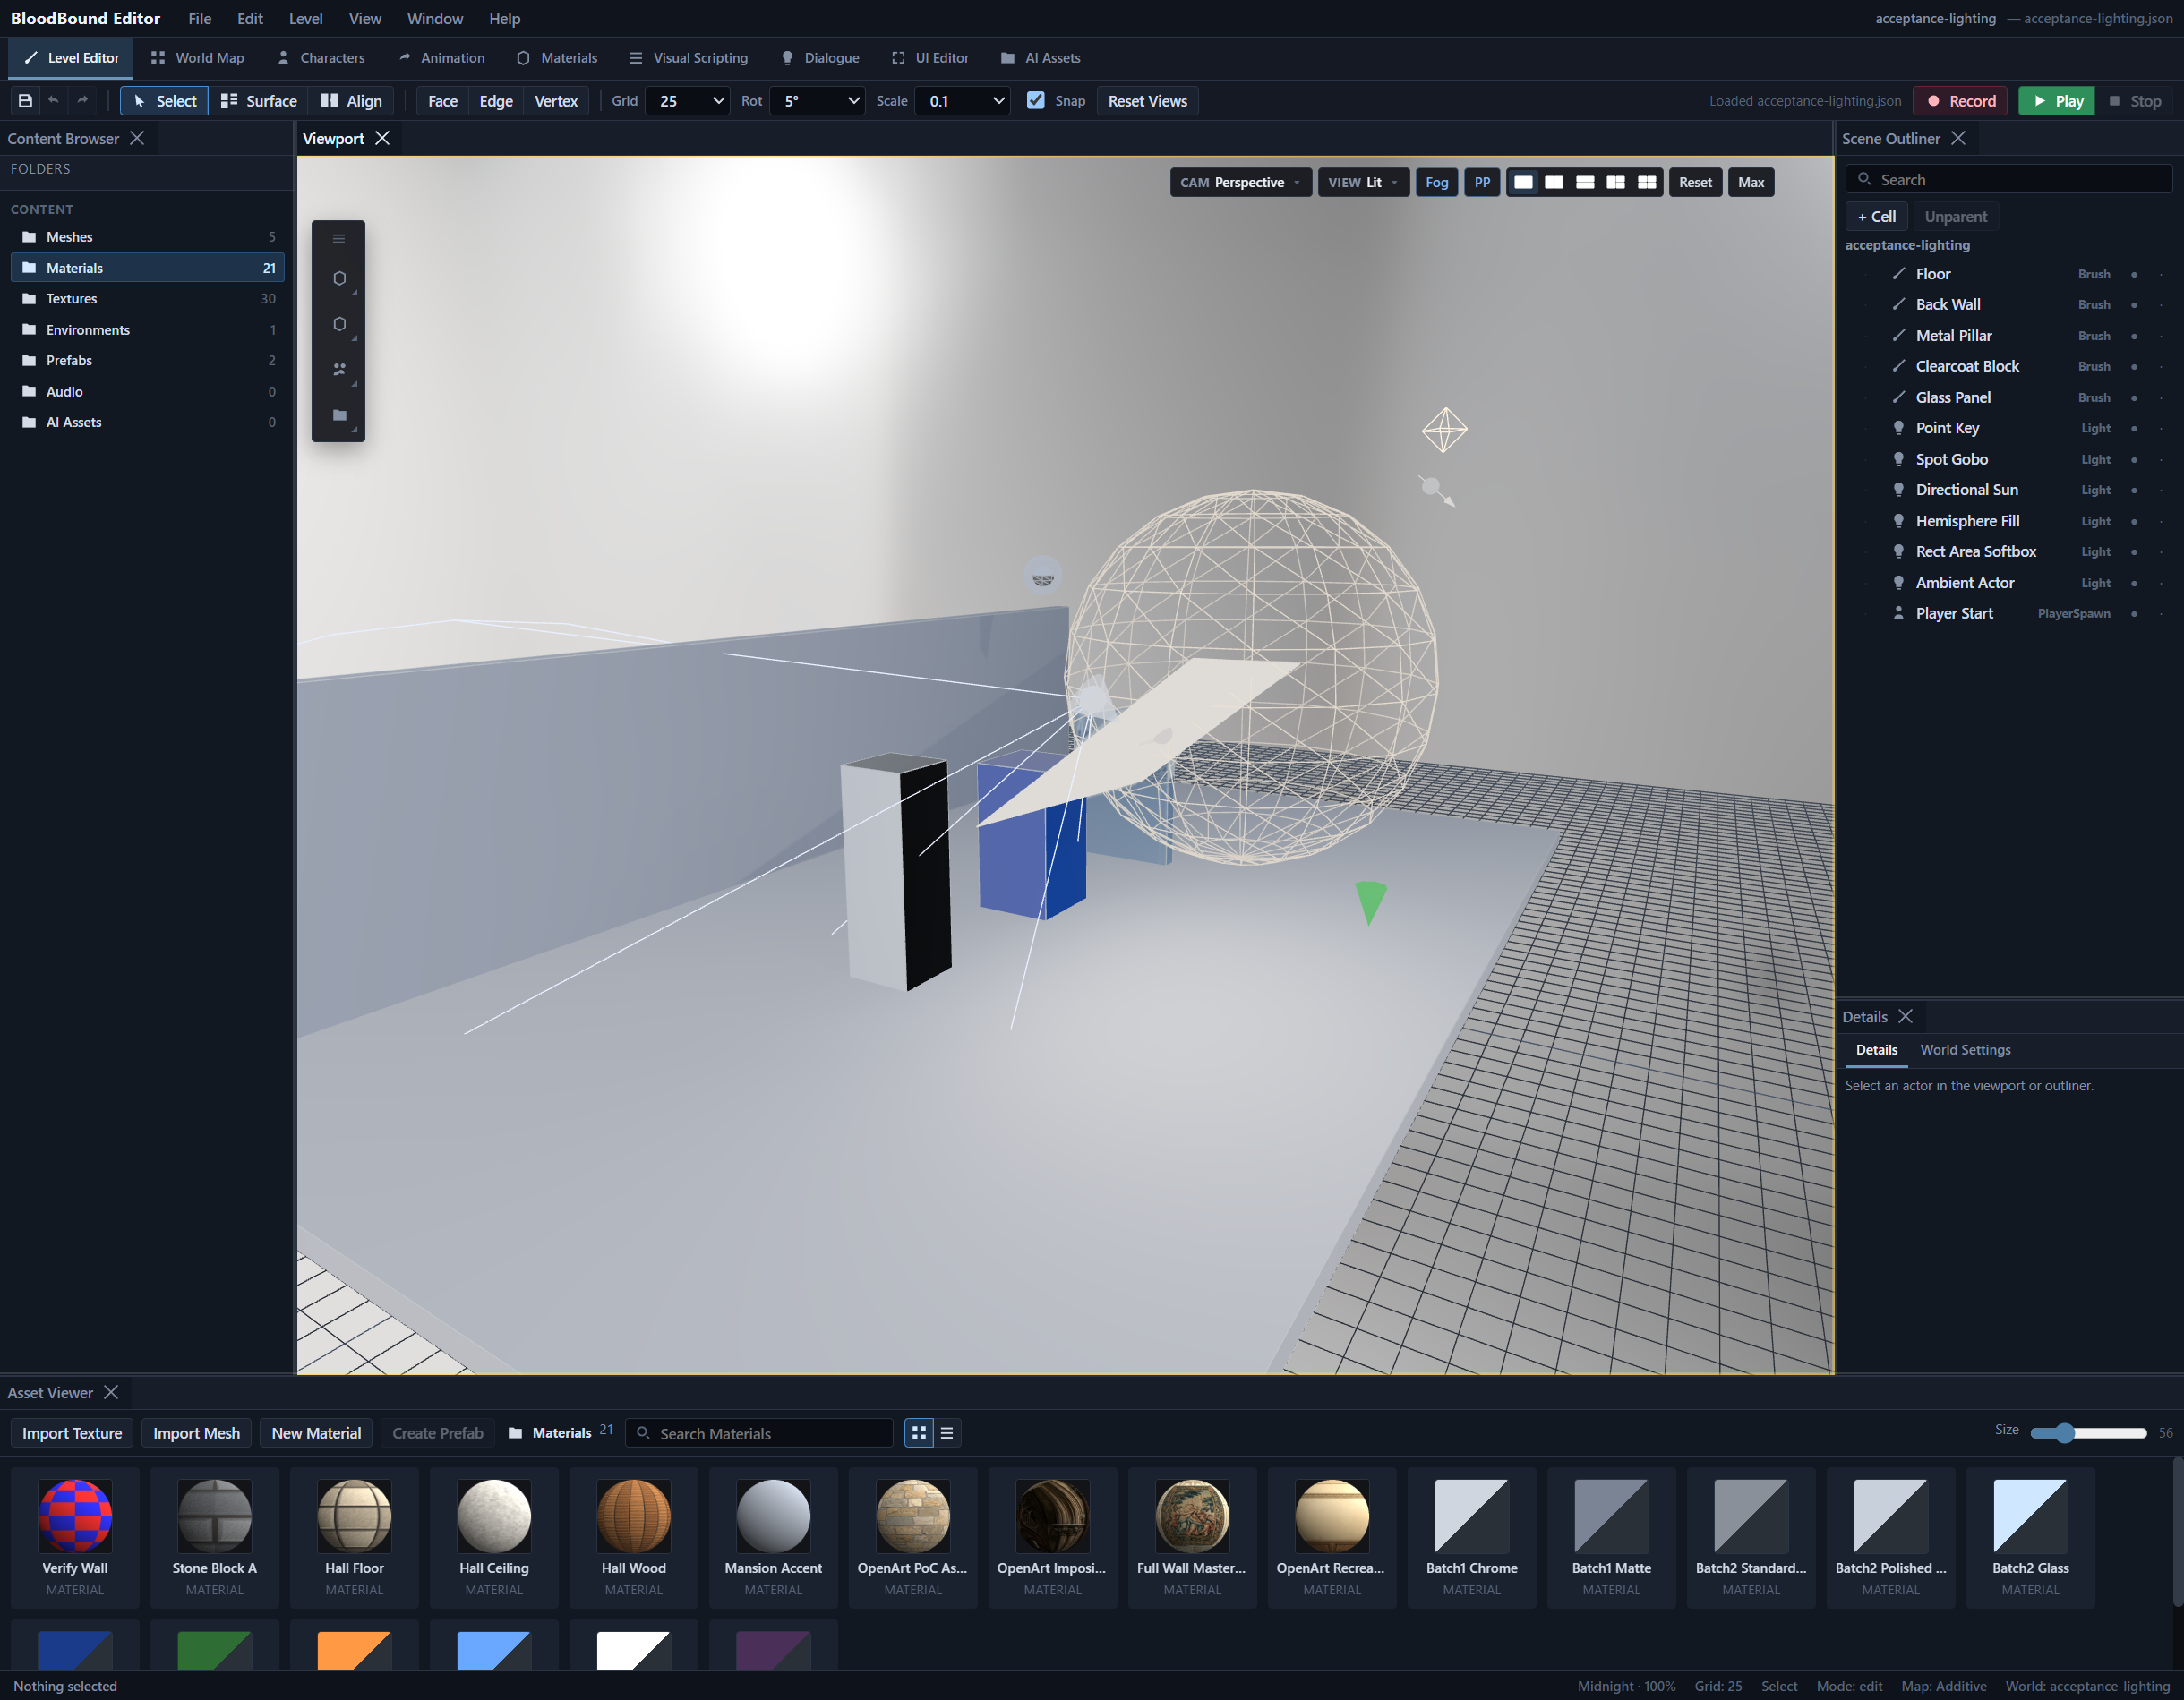 BloodBound Editor File Edit Level View Window Help acceptance-lighting — acceptance-lighting.json
Level Editor World Map Characters Animation Materials Visual Scripting Dialogue UI Editor AI Assets
Select Surface Align Face Edge Vertex Grid 25 Rot 5° Scale 0.1 Snap Reset Views Loaded acceptance-lighting.json Record Play Stop
Content Browser
FOLDERS
CONTENT
Meshes 5
Materials 21
Textures 30
Environments 1
Prefabs 2
Audio 0
AI Assets 0
Viewport
CAM Perspective VIEW Lit Fog PP Reset Max
Scene Outliner
Search
+ Cell Unparent
acceptance-lighting
Floor Brush
Back Wall Brush
Metal Pillar Brush
Clearcoat Block Brush
Glass Panel Brush
Point Key Light
Spot Gobo Light
Directional Sun Light
Hemisphere Fill Light
Rect Area Softbox Light
Ambient Actor Light
Player Start PlayerSpawn
Details
Details World Settings
Select an actor in the viewport or outliner.
Asset Viewer
Import Texture Import Mesh New Material Create Prefab Materials 21 Search Materials Size 56
Verify Wall Stone Block A Hall Floor Hall Ceiling Hall Wood Mansion Accent OpenArt PoC As... OpenArt Imposi... Full Wall Master... OpenArt Recrea... Batch1 Chrome Batch1 Matte Batch2 Standard... Batch2 Polished ... Batch2 Glass
MATERIAL MATERIAL MATERIAL MATERIAL MATERIAL MATERIAL MATERIAL MATERIAL MATERIAL MATERIAL MATERIAL MATERIAL MATERIAL MATERIAL MATERIAL
Nothing selected Midnight · 100% Grid: 25 Select Mode: edit Map: Additive World: acceptance-lighting